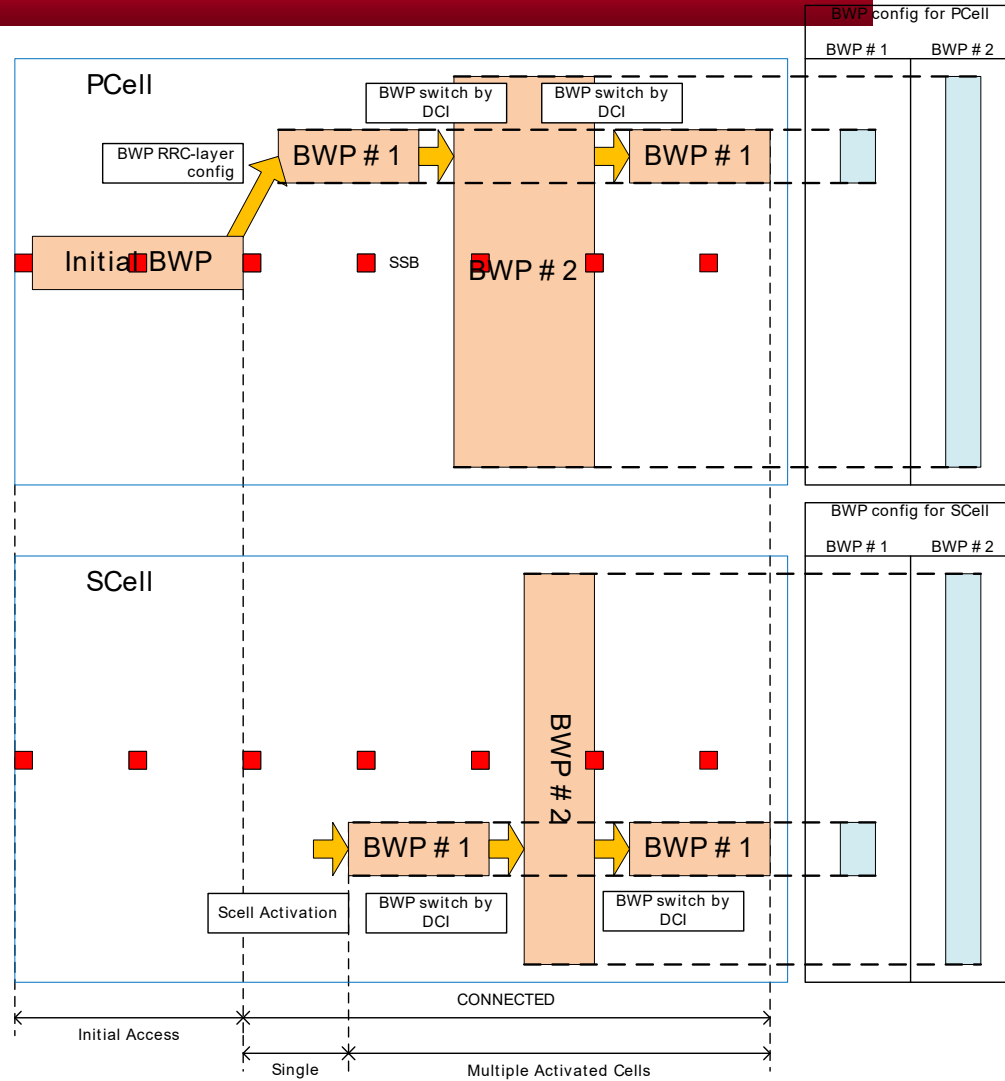 BWP config for PCell
BWP # 1
BWP # 2
PCell
BWP switch by
DCI
BWP switch by
DCI
BWP RRC-layer
config
BWP # 1
BWP # 1
Initial BWP
SSB
BWP # 2
BWP config for SCell
BWP # 1
BWP # 2
SCell
BWP # 2
BWP # 1
BWP # 1
Scell Activation
BWP switch by
DCI
BWP switch by
DCI
CONNECTED
Initial Access
Single
Multiple Activated Cells